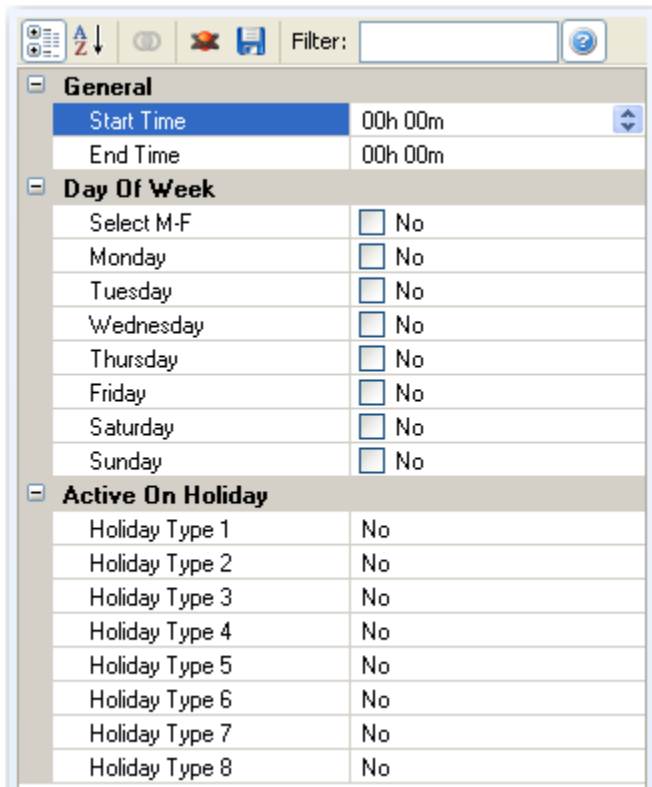 A Z Filter:
General
Start Time 00h 00m
End Time 00h 00m
Day Of Week
Select M-F No
Monday No
Tuesday No
Wednesday No
Thursday No
Friday No
Saturday No
Sunday No
Active On Holiday
Holiday Type 1 No
Holiday Type 2 No
Holiday Type 3 No
Holiday Type 4 No
Holiday Type 5 No
Holiday Type 6 No
Holiday Type 7 No
Holiday Type 8 No